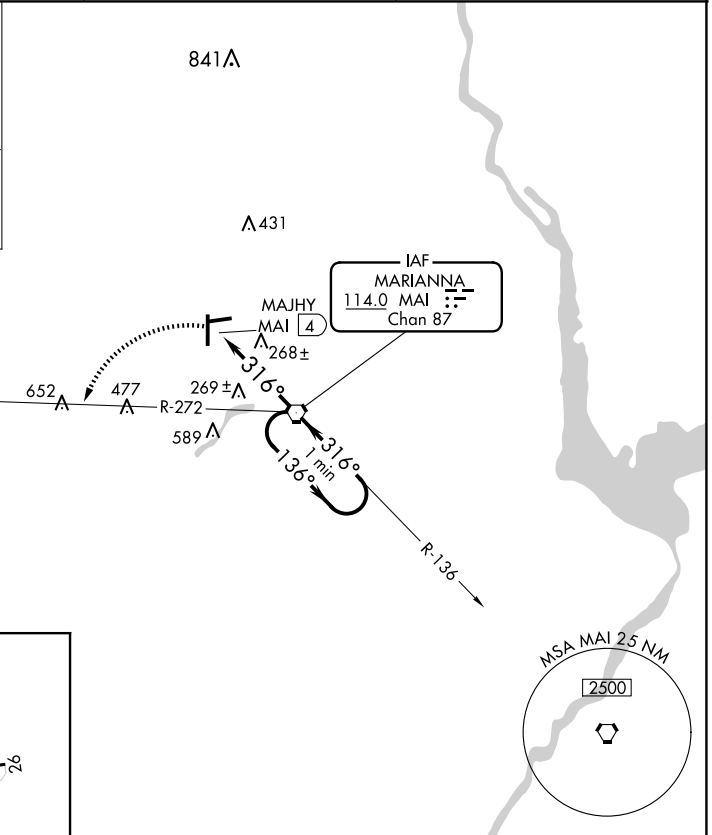 841
431
IAF
MARIANNA
114.0 MAI
Chan 87
MAJHY
MAI 4
268±
316°
652
477
269±
R-272
589
316°
1 min
136°
R-136
MSA MAI 25 NM
2500
26